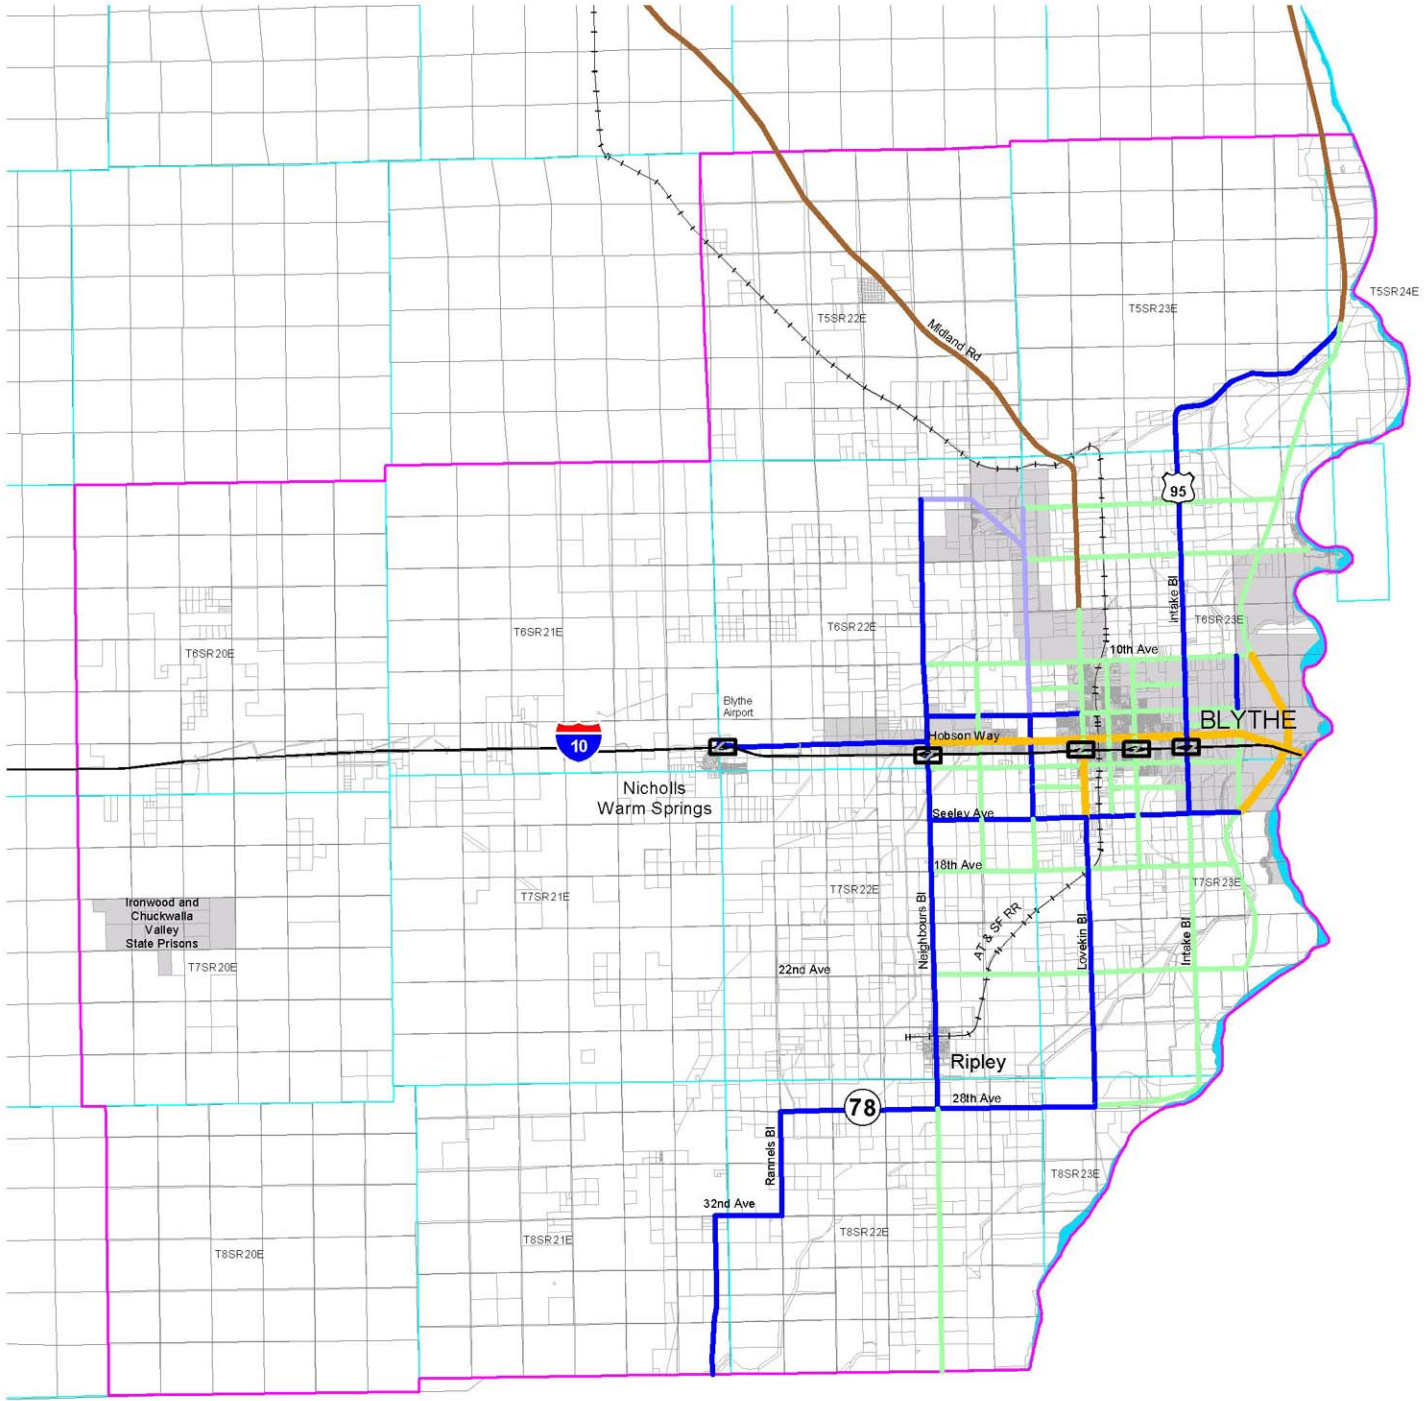 T5SR24E
T5SR23E
T5SR22E
Midland Rd
95
Intake Bl
T6SR23E
T6SR22E
T6SR21E
T6SR20E
10th Ave
Blythe
Airport
BLYTHE
Hobson Way
10
Nicholls
Warm Springs
Seeley Ave
18th Ave
T7SR23E
T7SR22E
T7SR21E
Ironwood and
Chuckwalla
Valley
State Prisons
T7SR20E
Neighbours Bl
AT & SF RR
Lovekin Bl
Intake Bl
22nd Ave
Ripley
28th Ave
78
Rannels Bl
T8SR23E
32nd Ave
T8SR22E
T8SR21E
T8SR20E